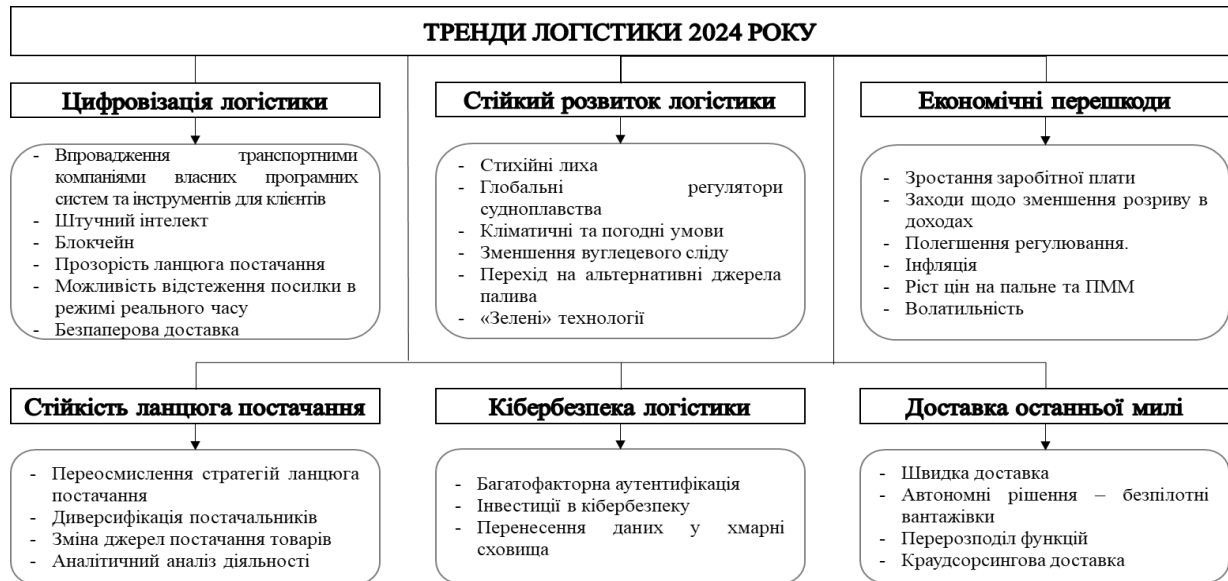 ТРЕНДИ ЛОГІСТИКИ 2024 РОКУ
Цифровізація логістики
- Впровадження транспортними
компаніями власних програмних
систем та інструментів для клієнтів
- Штучний інтелект
- Блокчейн
- Прозорість ланцюга постачання
- Можливість відстеження посилки в
режимі реального часу
- Безпаперова доставка
Стійкий розвиток логістики
- Стихійні лиха
- Глобальні регулятори
судноплавства
- Кліматичні та погодні умови
- Зменшення вуглецевого сліду
- Перехід на альтернативні джерела
палива
- «Зелені» технології
Економічні перешкоди
- Зростання заробітної плати
- Заходи щодо зменшення розриву в
доходах
- Полегшення регулювання.
- Інфляція
- Ріст цін на пальне та ПММ
- Волатильність
Стійкість ланцюга постачання
- Переосмислення стратегій ланцюга
постачання
- Диверсифікація постачальників
- Зміна джерел постачання товарів
- Аналітичний аналіз діяльності
Кібербезпека логістики
- Багатофакторна аутентифікація
- Інвестиції в кібербезпеку
- Перенесення даних у хмарні
сховища
Доставка останньої милі
- Швидка доставка
- Автономні рішення – безпілотні
вантажівки
- Перерозподіл функцій
- Краудсорсингова доставка